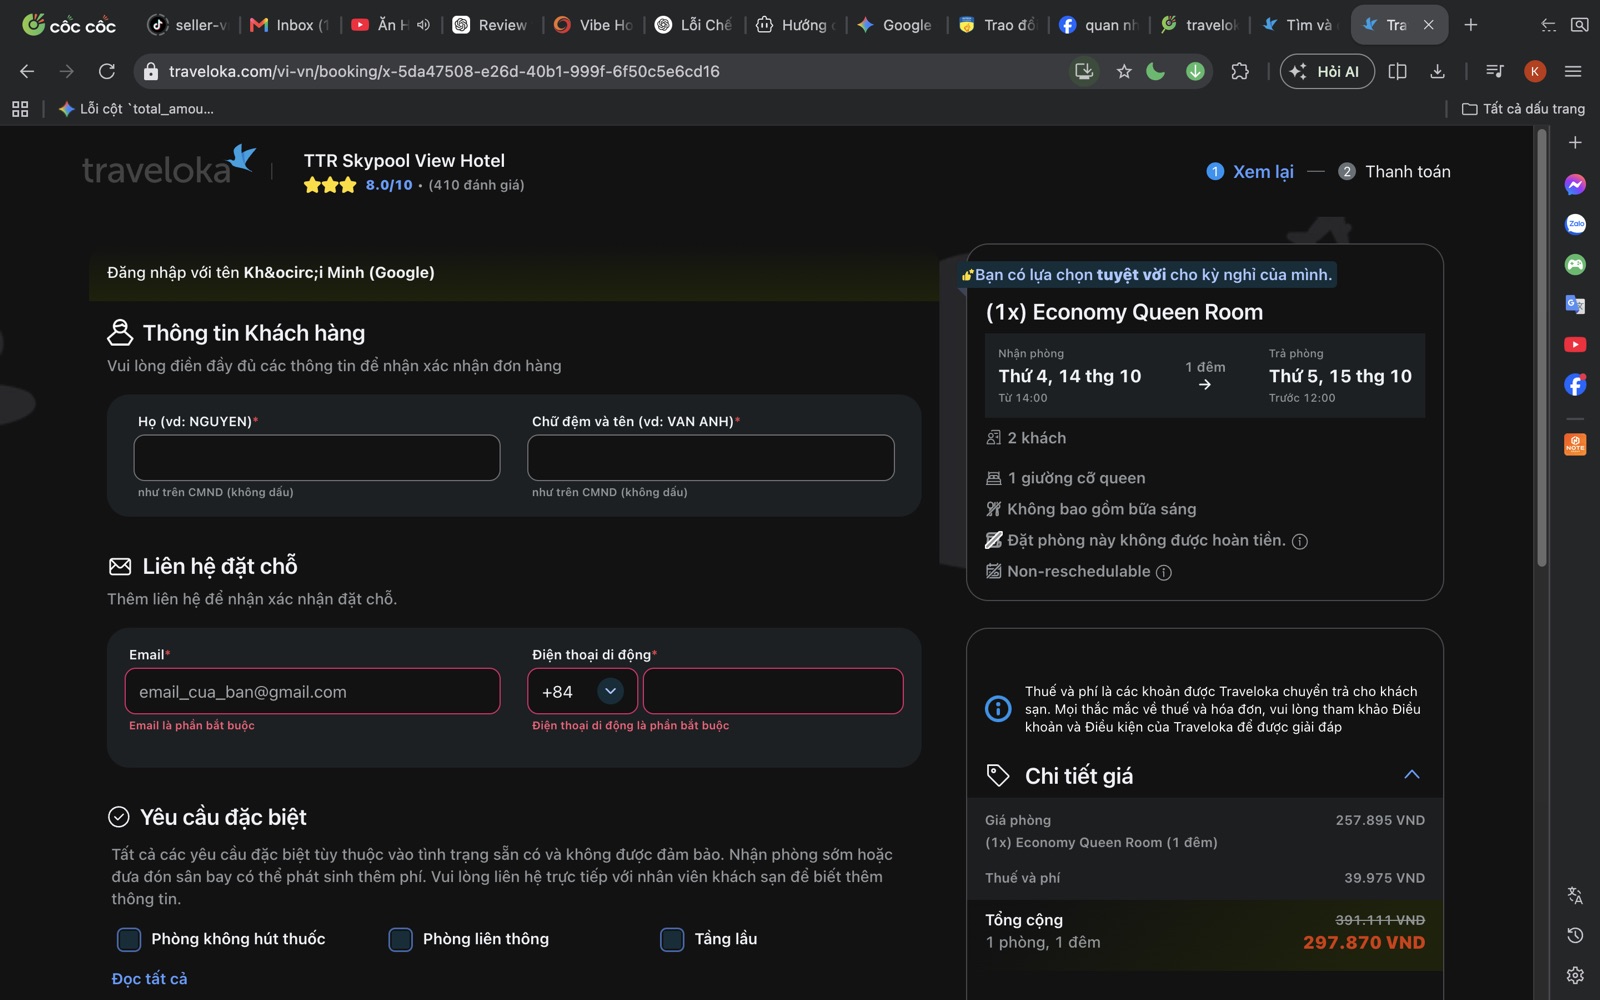 cốc cốc
seller-v
Inbox (1
Ăn H
Review
Vibe Ho
Lỗi Chế
Hướng
Google
Trao đổi
quan nh
travelok
Tìm và
Tra
traveloka.com/vi-vn/booking/x-5da47508-e26d-40b1-999f-6f50c5e6cd16
Hỏi AI
K
Lỗi cột `total_amou...
Tất cả dấu trang
traveloka
TTR Skypool View Hotel
8.0/10 • (410 đánh giá)
1 Xem lại — 2 Thanh toán
Đăng nhập với tên Kh&ocirc;i Minh (Google)
Thông tin Khách hàng
Vui lòng điền đầy đủ các thông tin để nhận xác nhận đơn hàng
Họ (vd: NGUYEN)*
Chữ đệm và tên (vd: VAN ANH)*
như trên CMND (không dấu)
như trên CMND (không dấu)
Liên hệ đặt chỗ
Thêm liên hệ để nhận xác nhận đặt chỗ.
Email*
Điện thoại di động*
email_cua_ban@gmail.com
+84
Email là phần bắt buộc
Điện thoại di động là phần bắt buộc
Yêu cầu đặc biệt
Tất cả các yêu cầu đặc biệt tùy thuộc vào tình trạng sẵn có và không được đảm bảo. Nhận phòng sớm hoặc
đưa đón sân bay có thể phát sinh thêm phí. Vui lòng liên hệ trực tiếp với nhân viên khách sạn để biết thêm
thông tin.
Phòng không hút thuốc
Phòng liên thông
Tầng lầu
Đọc tất cả
Bạn có lựa chọn tuyệt vời cho kỳ nghỉ của mình.
(1x) Economy Queen Room
Nhận phòng
Thứ 4, 14 thg 10
Từ 14:00
1 đêm
Trả phòng
Thứ 5, 15 thg 10
Trước 12:00
2 khách
1 giường cỡ queen
Không bao gồm bữa sáng
Đặt phòng này không được hoàn tiền.
Non-reschedulable
Thuế và phí là các khoản được Traveloka chuyển trả cho khách
sạn. Mọi thắc mắc về thuế và hóa đơn, vui lòng tham khảo Điều
khoản và Điều kiện của Traveloka để được giải đáp
Chi tiết giá
Giá phòng 257.895 VND
(1x) Economy Queen Room (1 đêm)
Thuế và phí 39.975 VND
Tổng cộng 391.111 VND
1 phòng, 1 đêm 297.870 VND
Zalo
NOTE